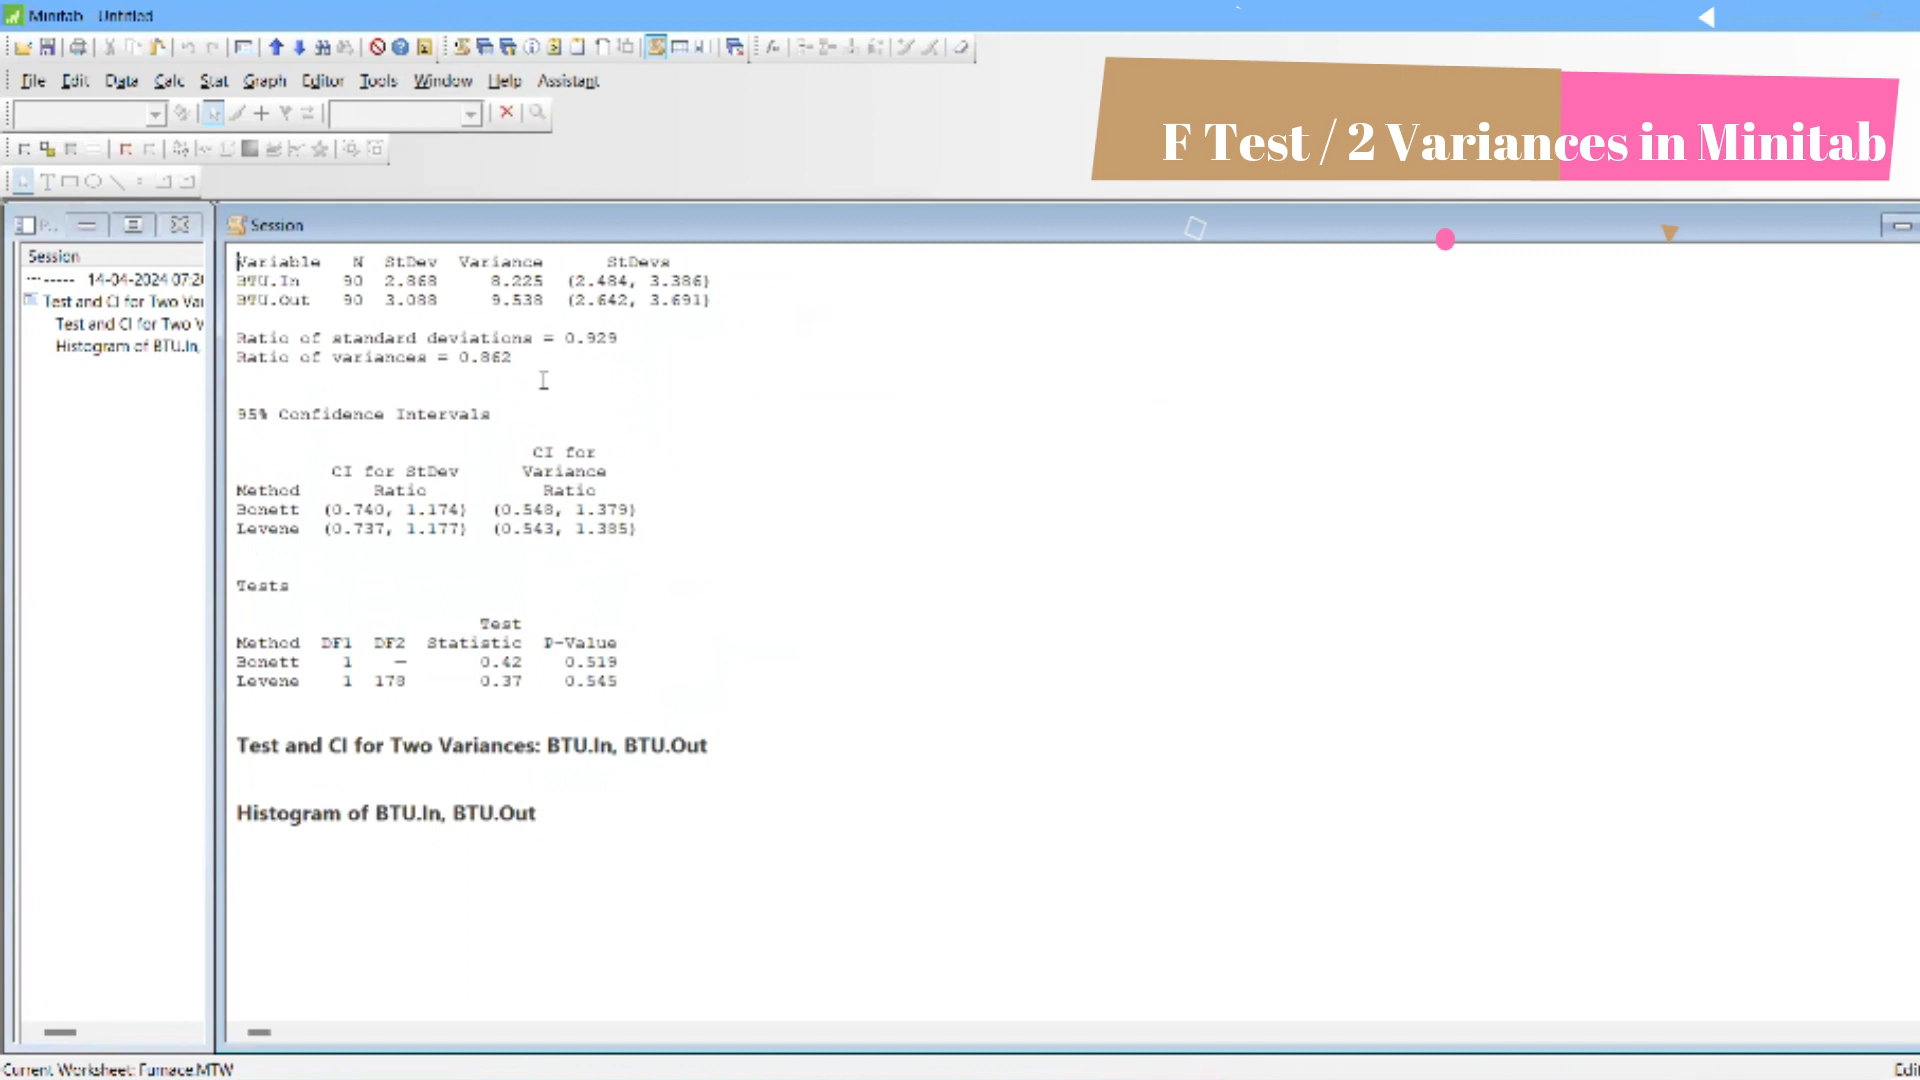 Minitab - Untitled
File Edit Data Calc Stat Graph Editor Tools Window Help Assistant
F Test / 2 Variances in Minitab
P...
Session
Session
14-04-2024 07:2
Test and CI for Two Var
Test and CI for Two V
Histogram of BTU.In,
Variable N StDev Variance StDevs
BTU.In 90 2.868 8.225 (2.484, 3.386)
BTU.Out 90 3.088 9.538 (2.642, 3.691)
Ratio of standard deviations = 0.929
Ratio of variances = 0.862
95% Confidence Intervals
CI for
CI for StDev Variance
Method Ratio Ratio
Bonett (0.740, 1.174) (0.548, 1.379)
Levene (0.737, 1.177) (0.543, 1.385)
Tests
Test
Method DF1 DF2 Statistic P-Value
Bonett 1 — 0.42 0.519
Levene 1 178 0.37 0.545
Test and CI for Two Variances: BTU.In, BTU.Out
Histogram of BTU.In, BTU.Out
Current Worksheet: Furnace.MTW
Edit